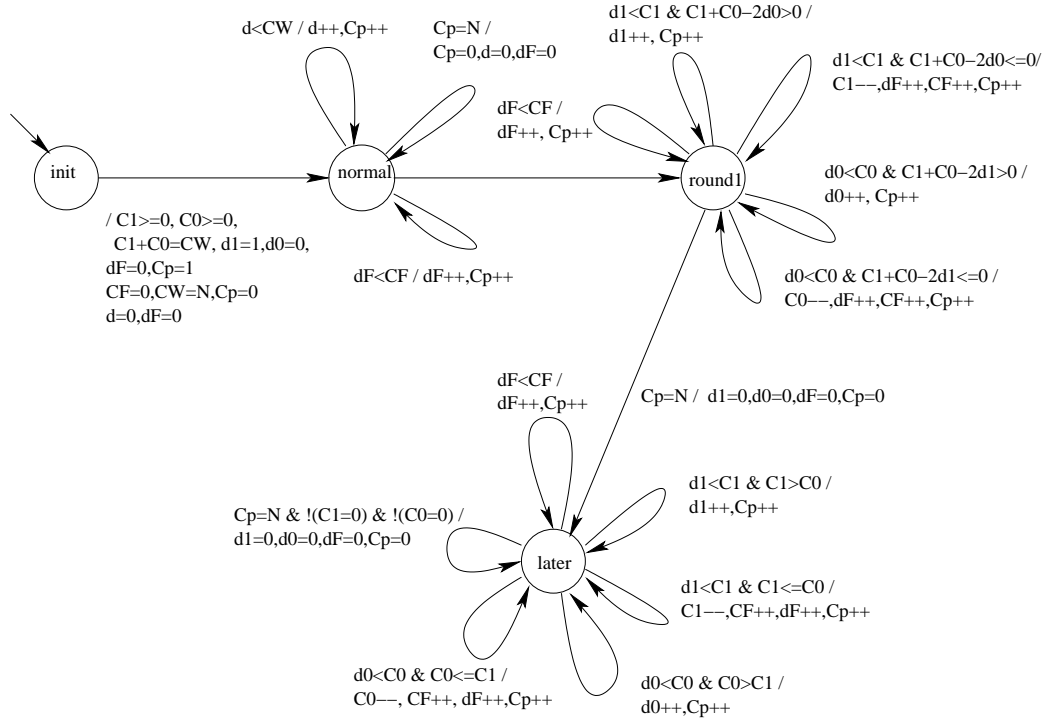 d<CW / d++,Cp++
Cp=N /
Cp=0,d=0,dF=0
d1<C1 & C1+C0−2d0>0 /
d1++, Cp++
d1<C1 & C1+C0−2d0<=0/
C1−−,dF++,CF++,Cp++
dF<CF /
dF++, Cp++
init
normal
round1
d0<C0 & C1+C0−2d1>0 /
d0++, Cp++
/ C1>=0, C0>=0,
C1+C0=CW, d1=1,d0=0,
dF=0,Cp=1
CF=0,CW=N,Cp=0
d=0,dF=0
dF<CF / dF++,Cp++
d0<C0 & C1+C0−2d1<=0 /
C0−−,dF++,CF++,Cp++
dF<CF /
dF++,Cp++
Cp=N / d1=0,d0=0,dF=0,Cp=0
d1<C1 & C1>C0 /
d1++,Cp++
Cp=N & !(C1=0) & !(C0=0) /
d1=0,d0=0,dF=0,Cp=0
later
d1<C1 & C1<=C0 /
C1−−,CF++,dF++,Cp++
d0<C0 & C0<=C1 /
C0−−, CF++, dF++,Cp++
d0<C0 & C0>C1 /
d0++,Cp++